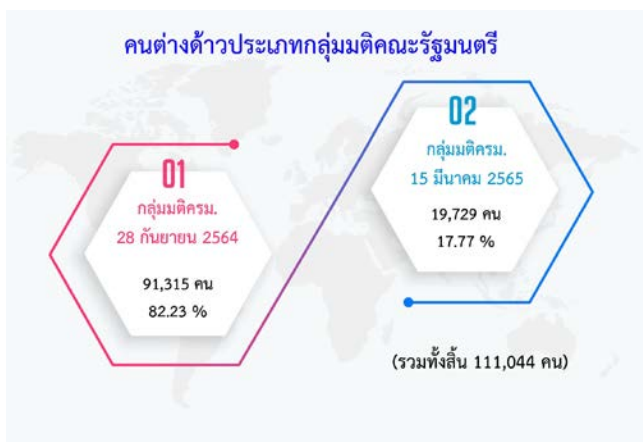 คนต่างด้าวประเภทกลุ่มมติคณะรัฐมนตรี
01
กลุ่มมติครม.
28 กันยายน 2564
91,315 คน
82.23 %
02
กลุ่มมติครม.
15 มีนาคม 2565
19,729 คน
17.77 %
(รวมทั้งสิ้น 111,044 คน)